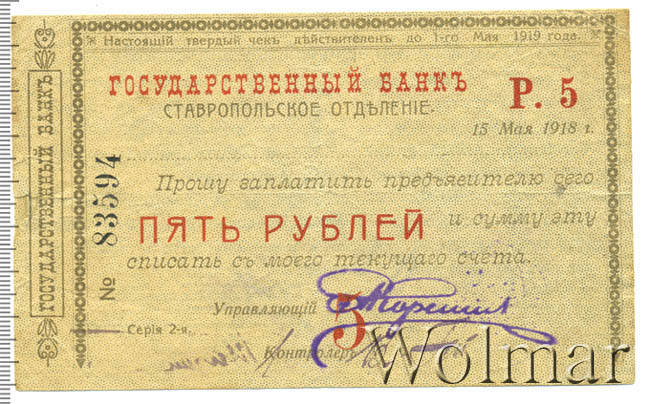 Настоящій твердый чекъ дѣйствителенъ до 1-го Мая 1919 года.
ГОСУДАРСТВЕННЫЙ БАНКЪ
СТАВРОПОЛЬСКОЕ ОТДѢЛЕНІЕ.
Р. 5
15 Мая 1918 г.
ГОСУДАРСТВЕННЫЙ БАНКЪ
№ 83594
Прошу заплатить предъявителю сего
ПЯТЬ РУБЛЕЙ и сумму эту
списать съ моего текущаго счета.
Управляющій
5
Серія 2-я.
Контролеръ
Wolmar